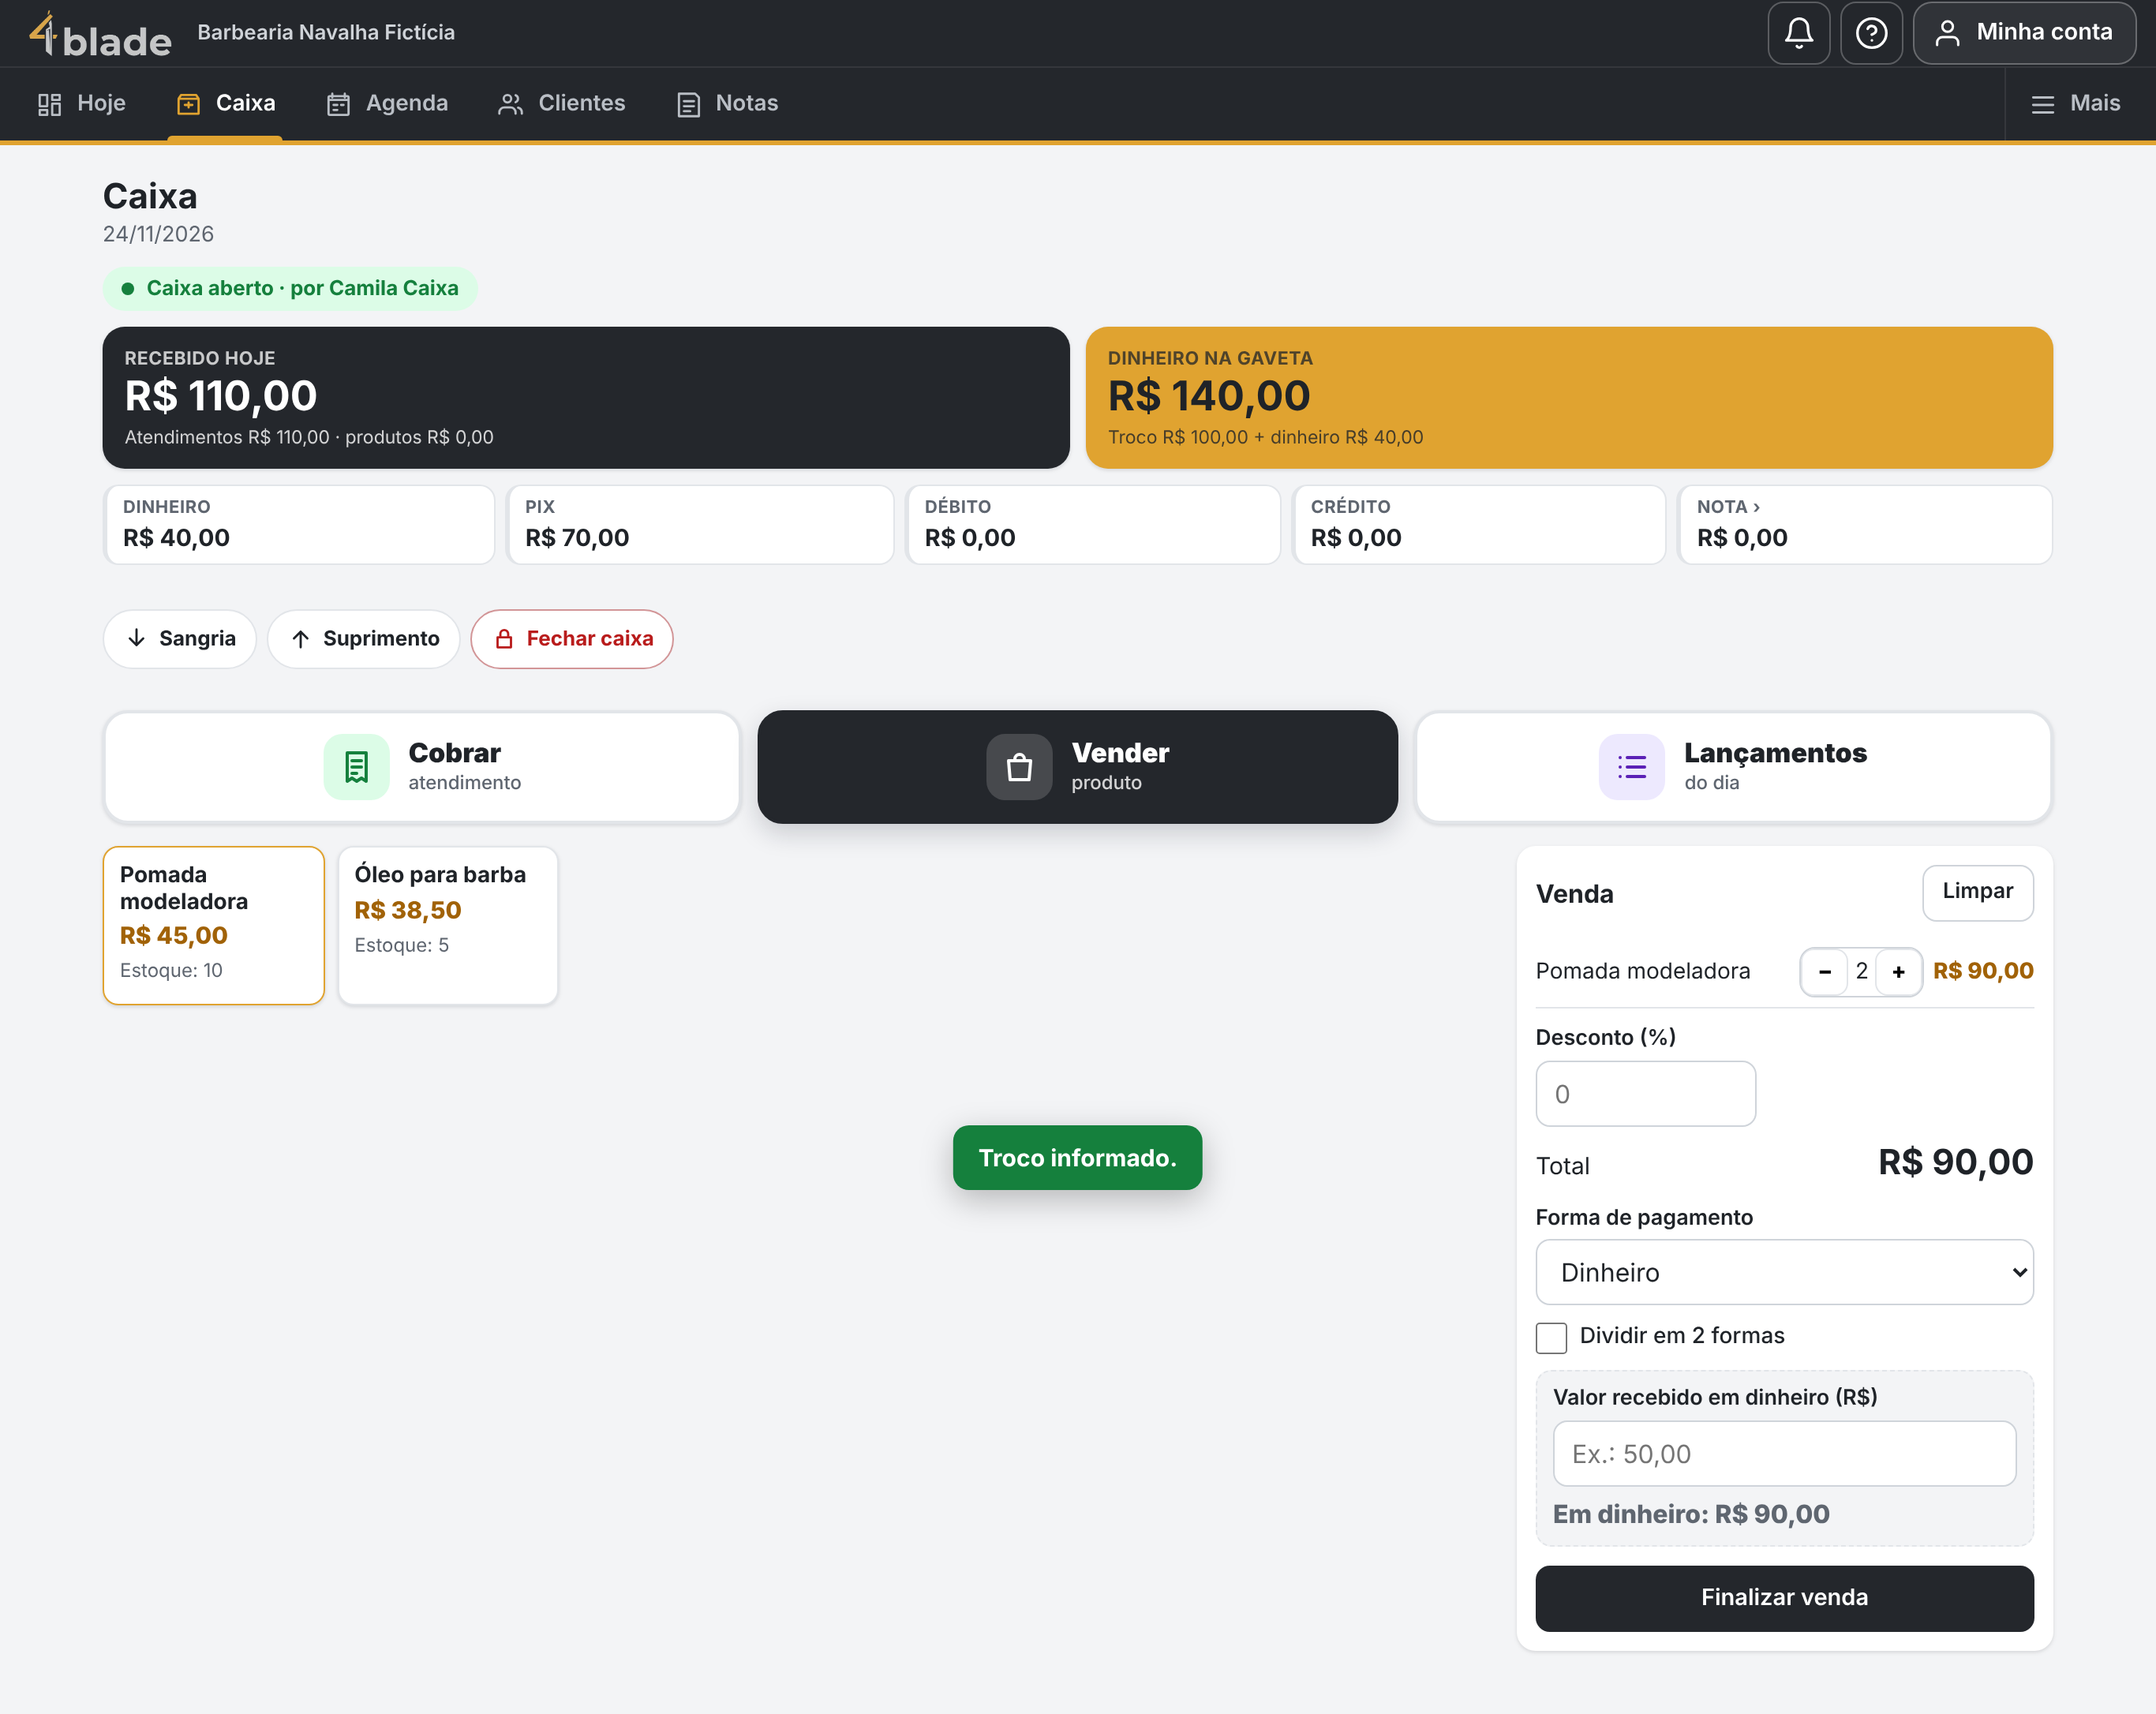 4blade
Barbearia Navalha Fictícia
Minha conta
Hoje
Caixa
Agenda
Clientes
Notas
Mais
Caixa
24/11/2026
Caixa aberto · por Camila Caixa
RECEBIDO HOJE
R$ 110,00
Atendimentos R$ 110,00 · produtos R$ 0,00
DINHEIRO NA GAVETA
R$ 140,00
Troco R$ 100,00 + dinheiro R$ 40,00
DINHEIRO
R$ 40,00
PIX
R$ 70,00
DÉBITO
R$ 0,00
CRÉDITO
R$ 0,00
NOTA ›
R$ 0,00
Sangria
Suprimento
Fechar caixa
Cobrar
atendimento
Vender
produto
Lançamentos
do dia
Pomada
modeladora
R$ 45,00
Estoque: 10
Óleo para barba
R$ 38,50
Estoque: 5
Venda
Limpar
Pomada modeladora
− 2 + R$ 90,00
Desconto (%)
0
Total
R$ 90,00
Forma de pagamento
Dinheiro
Dividir em 2 formas
Valor recebido em dinheiro (R$)
Ex.: 50,00
Em dinheiro: R$ 90,00
Finalizar venda
Troco informado.